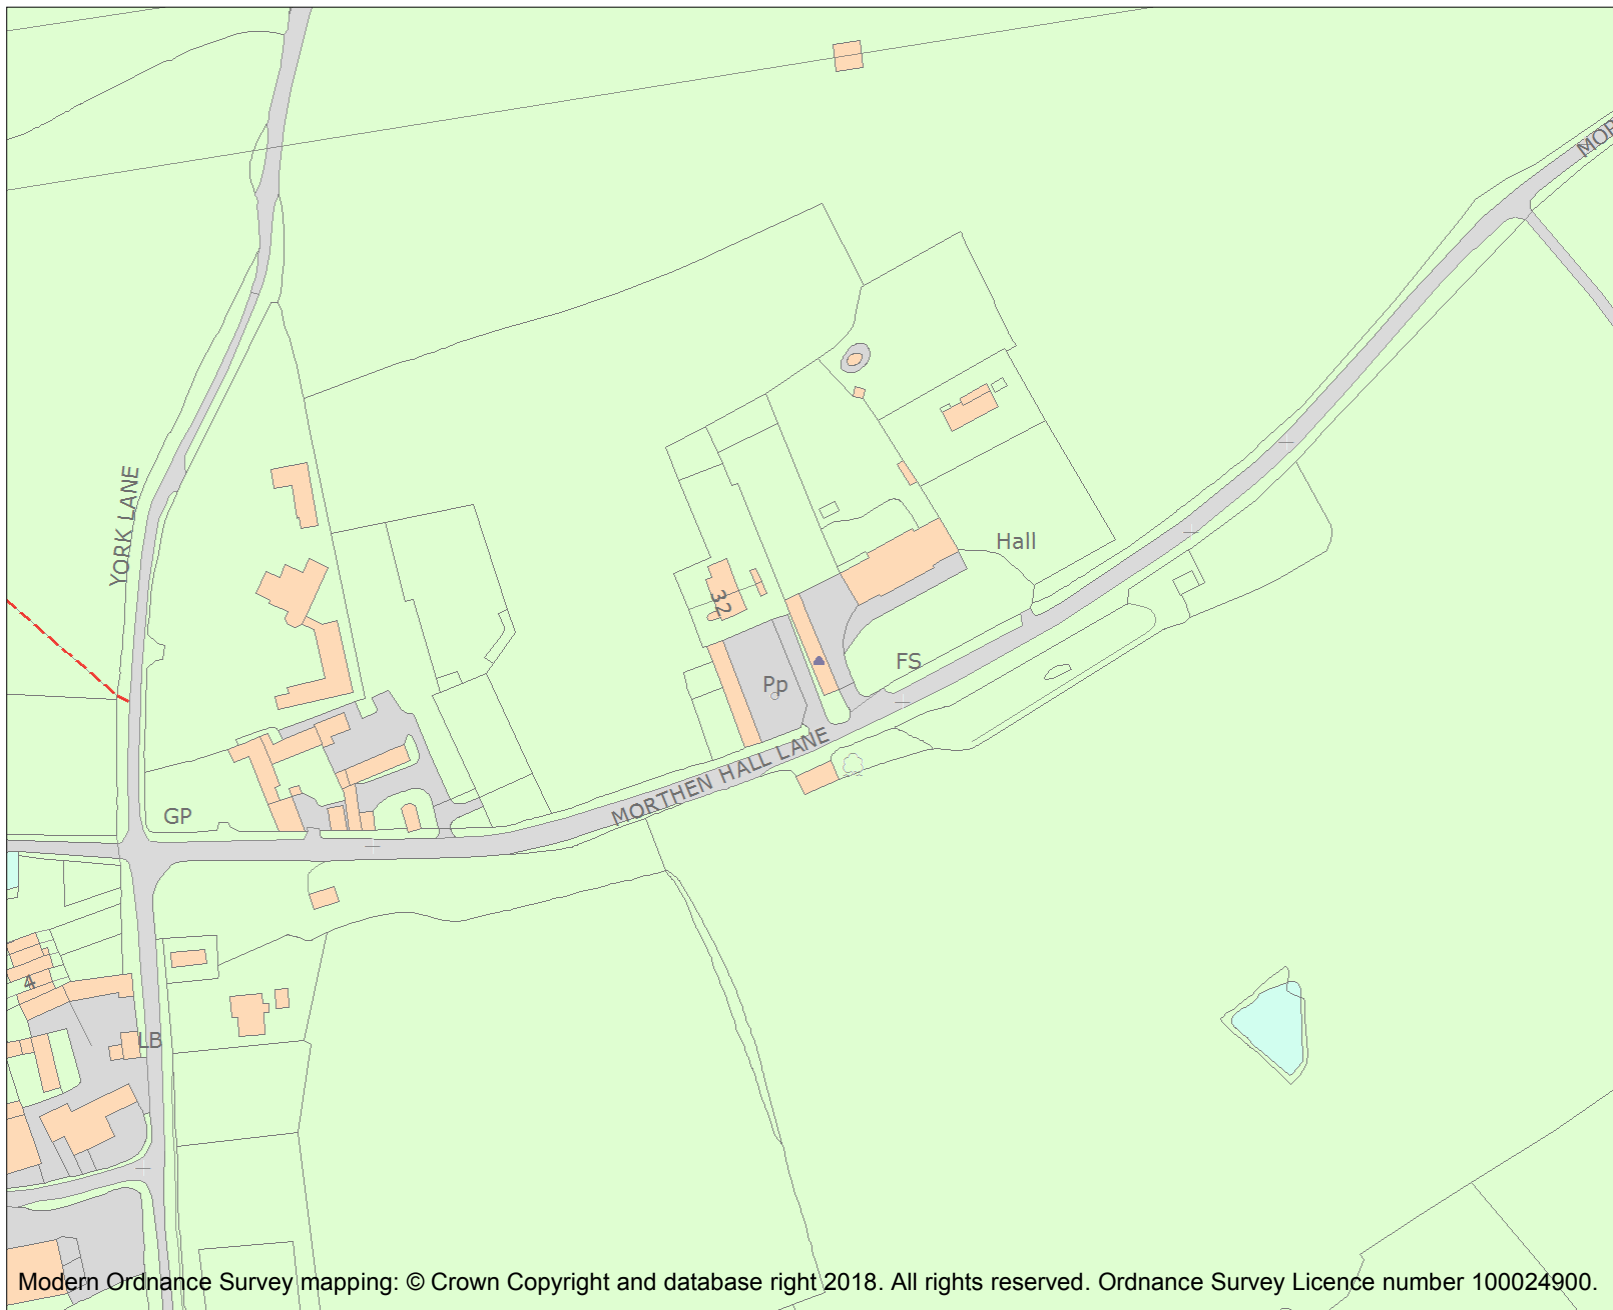 MOR
YORK LANE
Hall
32
FS
Pp
MORTHEN HALL LANE
GP
4
LB
Modern Ordnance Survey mapping: © Crown Copyright and database right 2018. All rights reserved. Ordnance Survey Licence number 100024900.